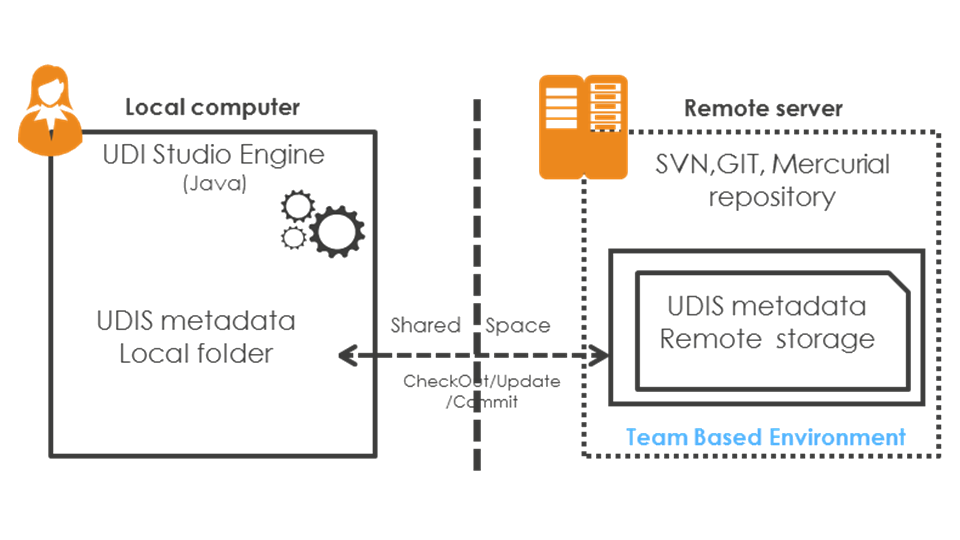 Local computer
UDI Studio Engine
(Java)
UDIS metadata
Local folder
Shared Space
CheckOut/Update
/Commit
Remote server
SVN,GIT, Mercurial
repository
UDIS metadata
Remote storage
Team Based Environment